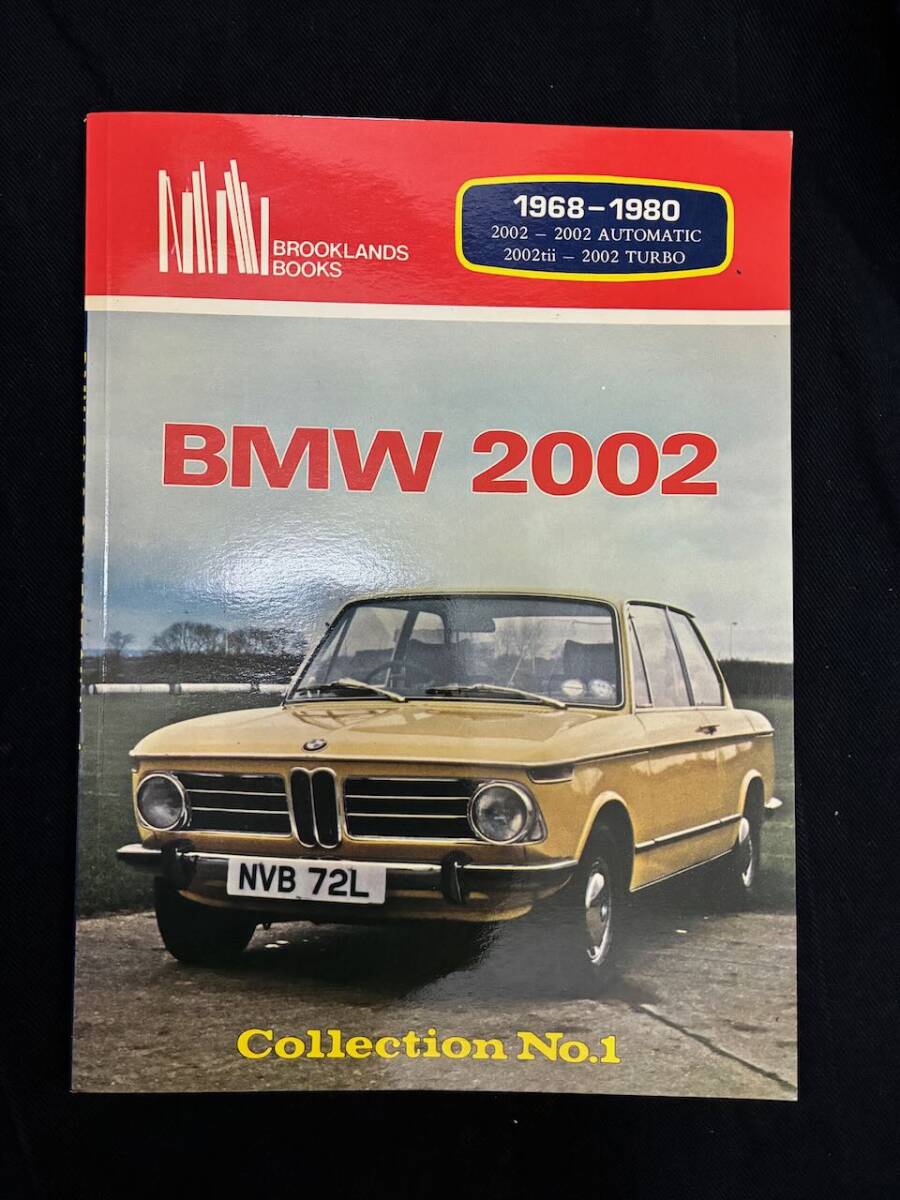 BROOKLANDS
BOOKS
1968–1980
2002 – 2002 AUTOMATIC
2002tii – 2002 TURBO
BMW 2002
NVB 72L
Collection No.1